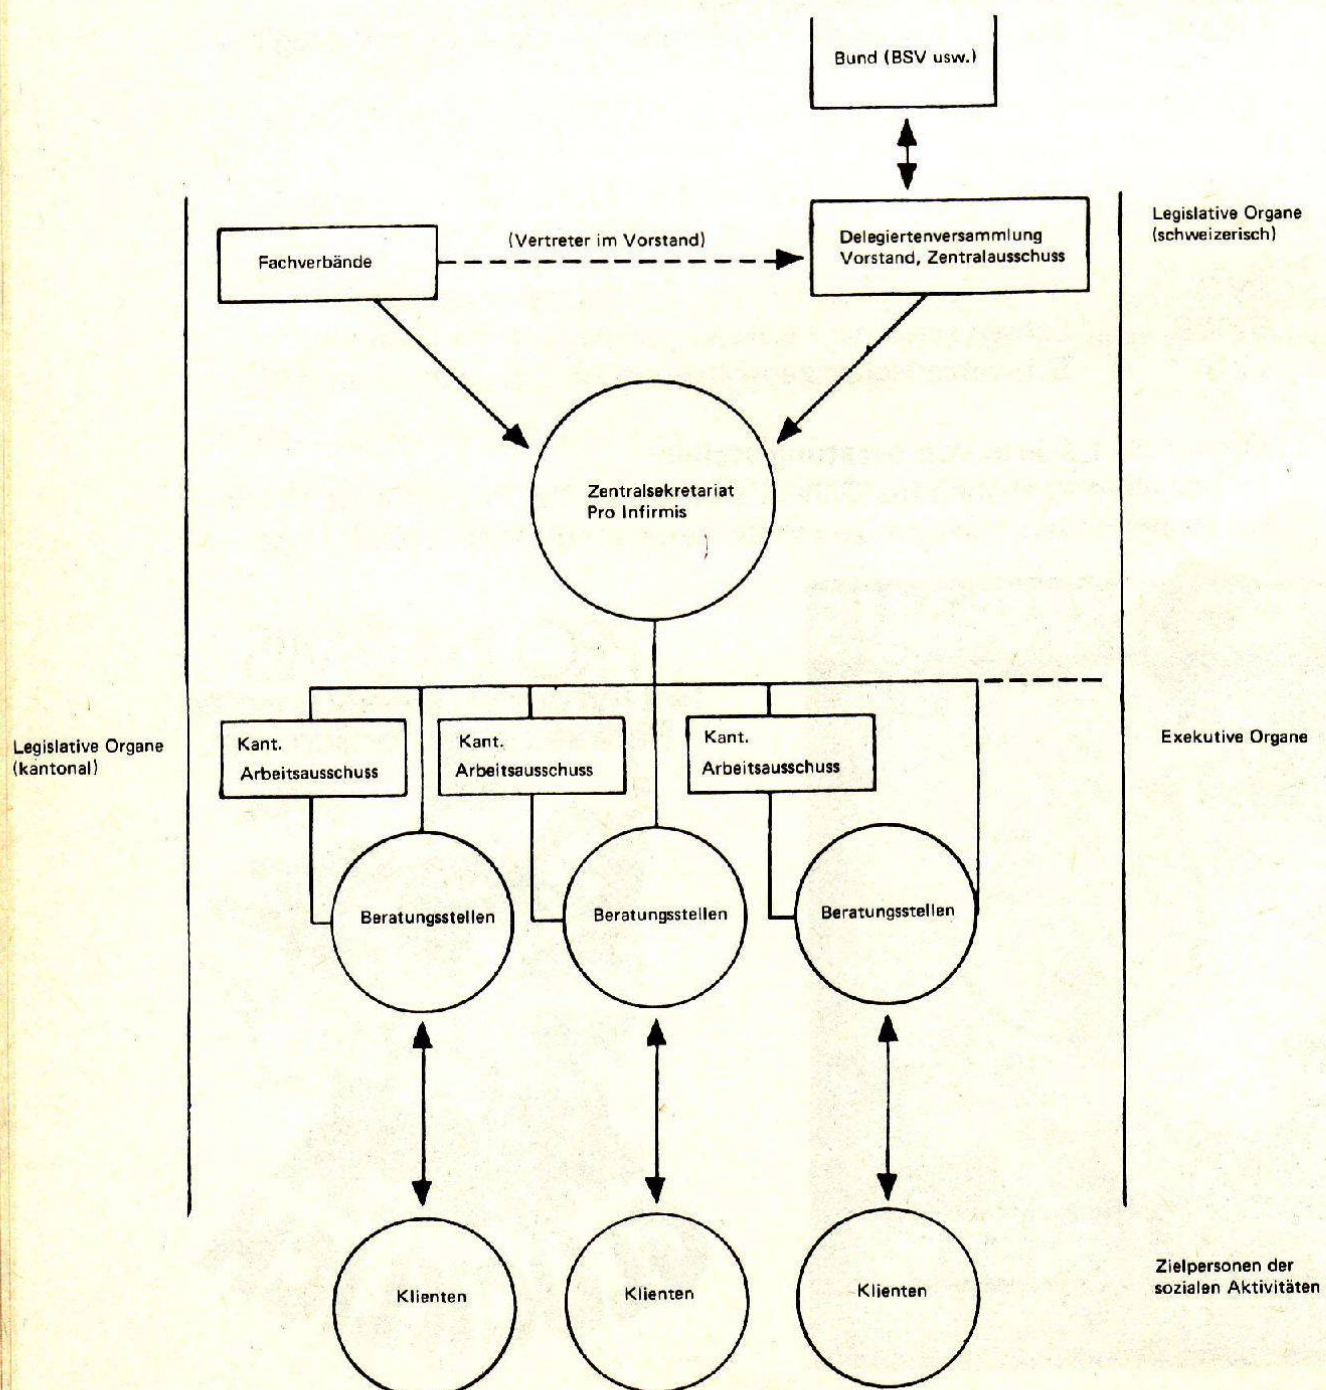 Bund (BSV usw.)
Legislative Organe
(schweizerisch)
Fachverbände
(Vertreter im Vorstand)
Delegiertenversammlung
Vorstand, Zentralausschuss
Zentralsekretariat
Pro Infirmis
Legislative Organe
(kantonal)
Kant.
Arbeitsausschuss
Kant.
Arbeitsausschuss
Kant.
Arbeitsausschuss
Exekutive Organe
Beratungsstellen
Beratungsstellen
Beratungsstellen
Klienten
Klienten
Klienten
Zielpersonen der
sozialen Aktivitäten